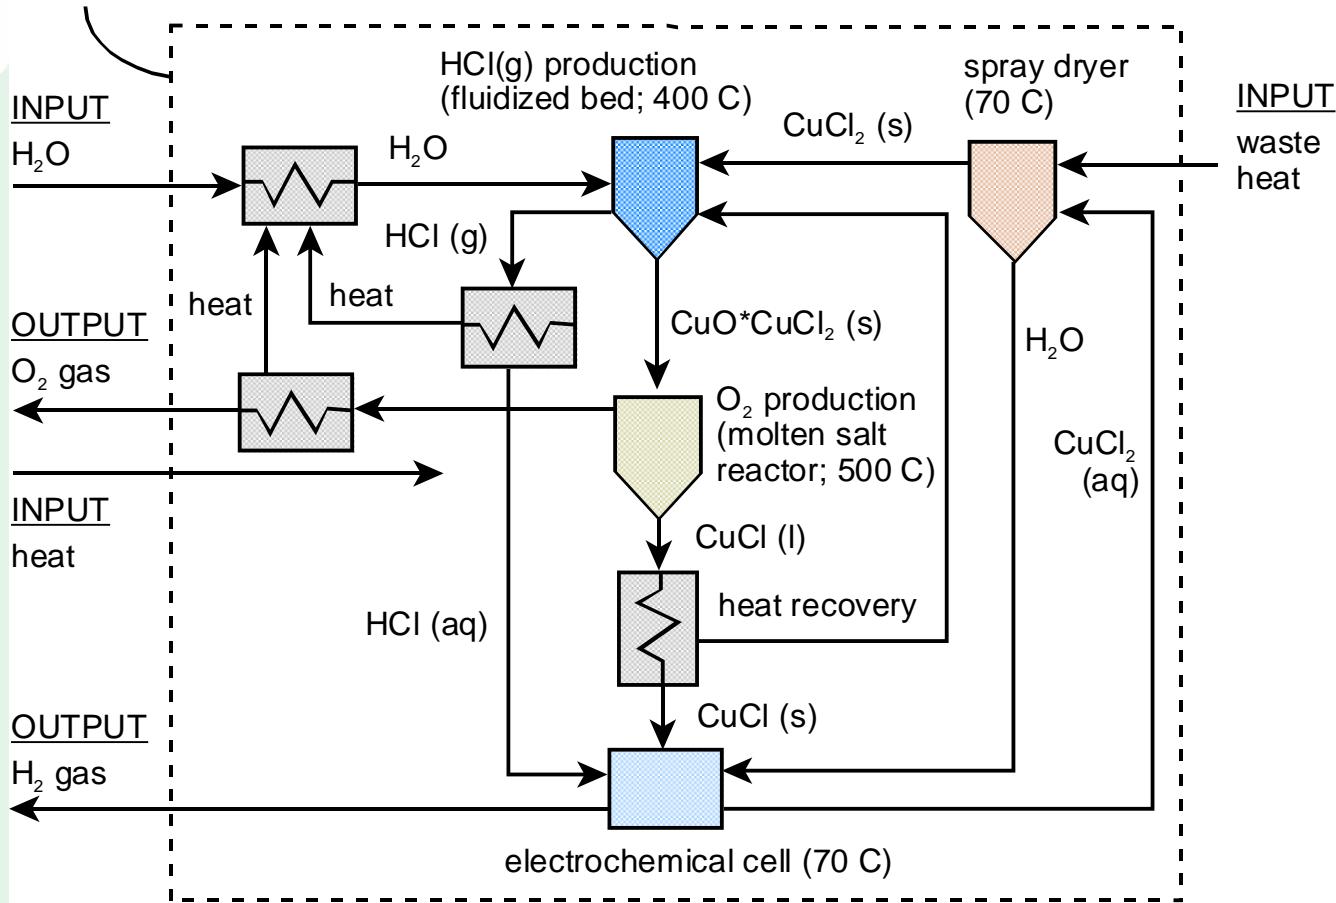 HCl(g) production
(fluidized bed; 400 C)
spray dryer
(70 C)
INPUT
H₂O
INPUT
waste
heat
H₂O
CuCl₂ (s)
HCl (g)
heat
heat
OUTPUT
O₂ gas
CuO*CuCl₂ (s)
H₂O
O₂ production
(molten salt
reactor; 500 C)
CuCl₂
(aq)
INPUT
heat
CuCl (l)
heat recovery
HCl (aq)
CuCl (s)
OUTPUT
H₂ gas
electrochemical cell (70 C)